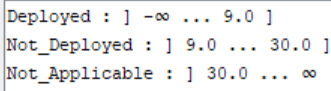 Deployed : ] -∞ ... 9.0 ]
Not_Deployed : ] 9.0 ... 30.0 ]
Not_Applicable : ] 30.0 ... ∞